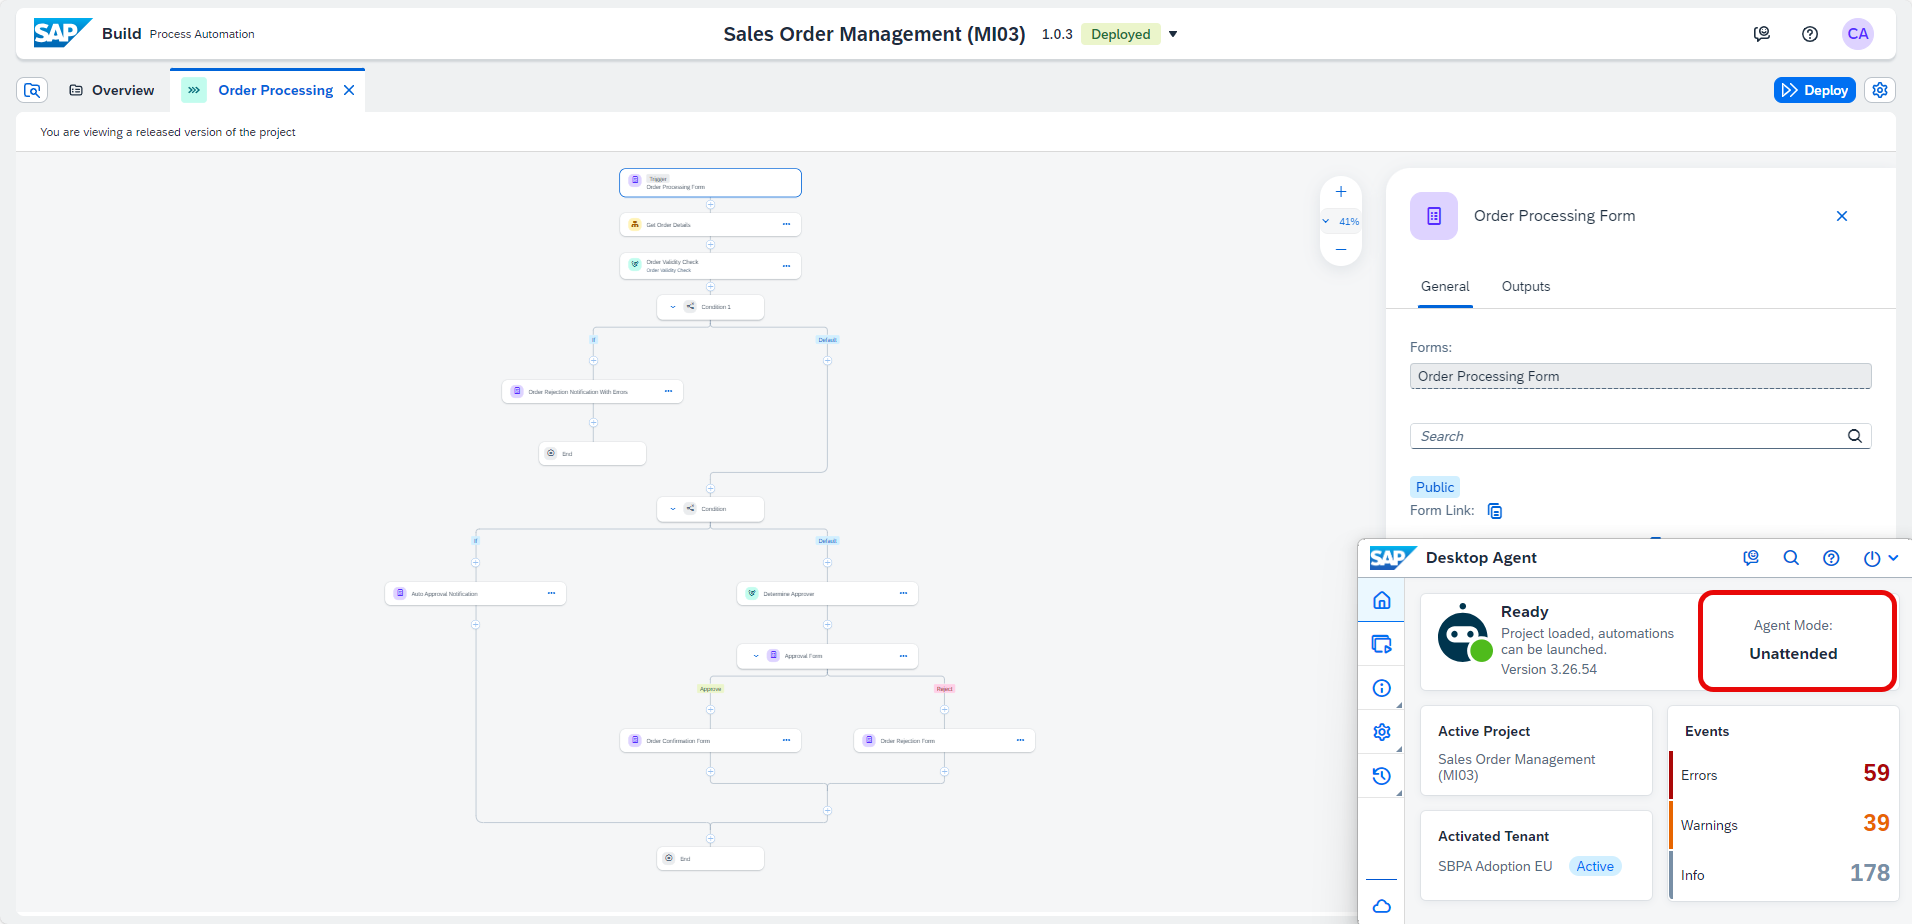 SAP Build Process Automation
Sales Order Management (MI03) 1.0.3 Deployed
CA
Overview
Order Processing
Deploy
You are viewing a released version of the project
Trigger
Order Processing Form
Get Order Details
Order Validity Check
Order Validity Check
Condition 1
If
Default
Order Rejection Notification With Errors
End
Condition
If
Default
Auto Approval Notification
Determine Approver
Approval Form
Approve
Reject
Order Confirmation Form
Order Rejection Form
End
41%
Order Processing Form
General
Outputs
Forms:
Order Processing Form
Search
Public
Form Link:
SAP Desktop Agent
Ready
Project loaded, automations
can be launched.
Version 3.26.54
Agent Mode:
Unattended
Active Project
Sales Order Management
(MI03)
Activated Tenant
SBPA Adoption EU Active
Events
Errors 59
Warnings 39
Info 178